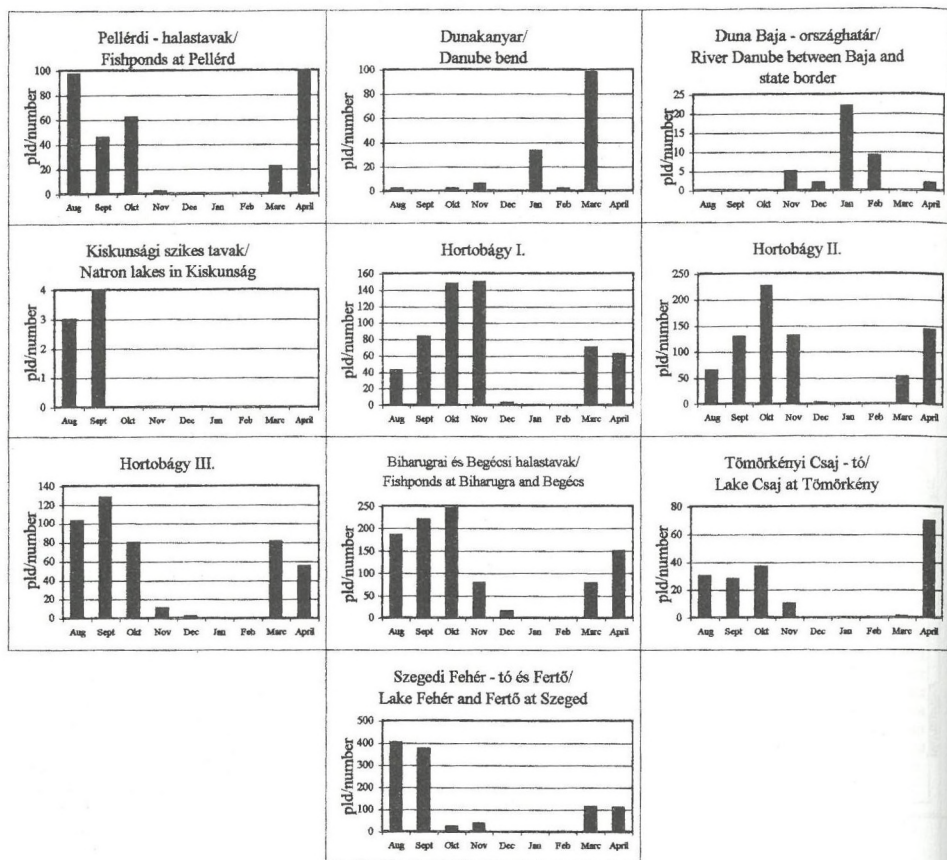 Pellérdi - halastavak/
Fishponds at Pellérd
pld/number
100
80
60
40
20
0
Aug Sept Okt Nov Dec Jan Feb Marc April
Dunakanyar/
Danube bend
pld/number
100
80
60
40
20
0
Aug Sept Okt Nov Dec Jan Feb Marc April
Duna Baja - országhatár/
River Danube between Baja and
state border
pld/number
25
20
15
10
5
0
Aug Sept Okt Nov Dec Jan Feb Marc April
Kiskunsági szikes tavak/
Natron lakes in Kiskunság
pld/number
4
3
2
1
0
Aug Sept Okt Nov Dec Jan Feb Marc April
Hortobágy I.
pld/number
160
140
120
100
80
60
40
20
0
Aug Sept Okt Nov Dec Jan Feb Marc April
Hortobágy II.
pld/number
250
200
150
100
50
0
Aug Sept Okt Nov Dec Jan Feb Marc April
Hortobágy III.
pld/number
140
120
100
80
60
40
20
0
Aug Sept Okt Nov Dec Jan Feb Marc April
Biharugrai és Begécsi halastavak/
Fishponds at Biharugra and Begécs
pld/number
250
200
150
100
50
0
Aug Sept Okt Nov Dec Jan Feb Marc April
Tömörkényi Csaj - tó/
Lake Csaj at Tömörkény
pld/number
80
60
40
20
0
Aug Sept Okt Nov Dec Jan Feb Marc April
Szegedi Fehér - tó és Fertő/
Lake Fehér and Fertő at Szeged
pld/number
500
400
300
200
100
0
Aug Sept Okt Nov Dec Jan Feb Marc April